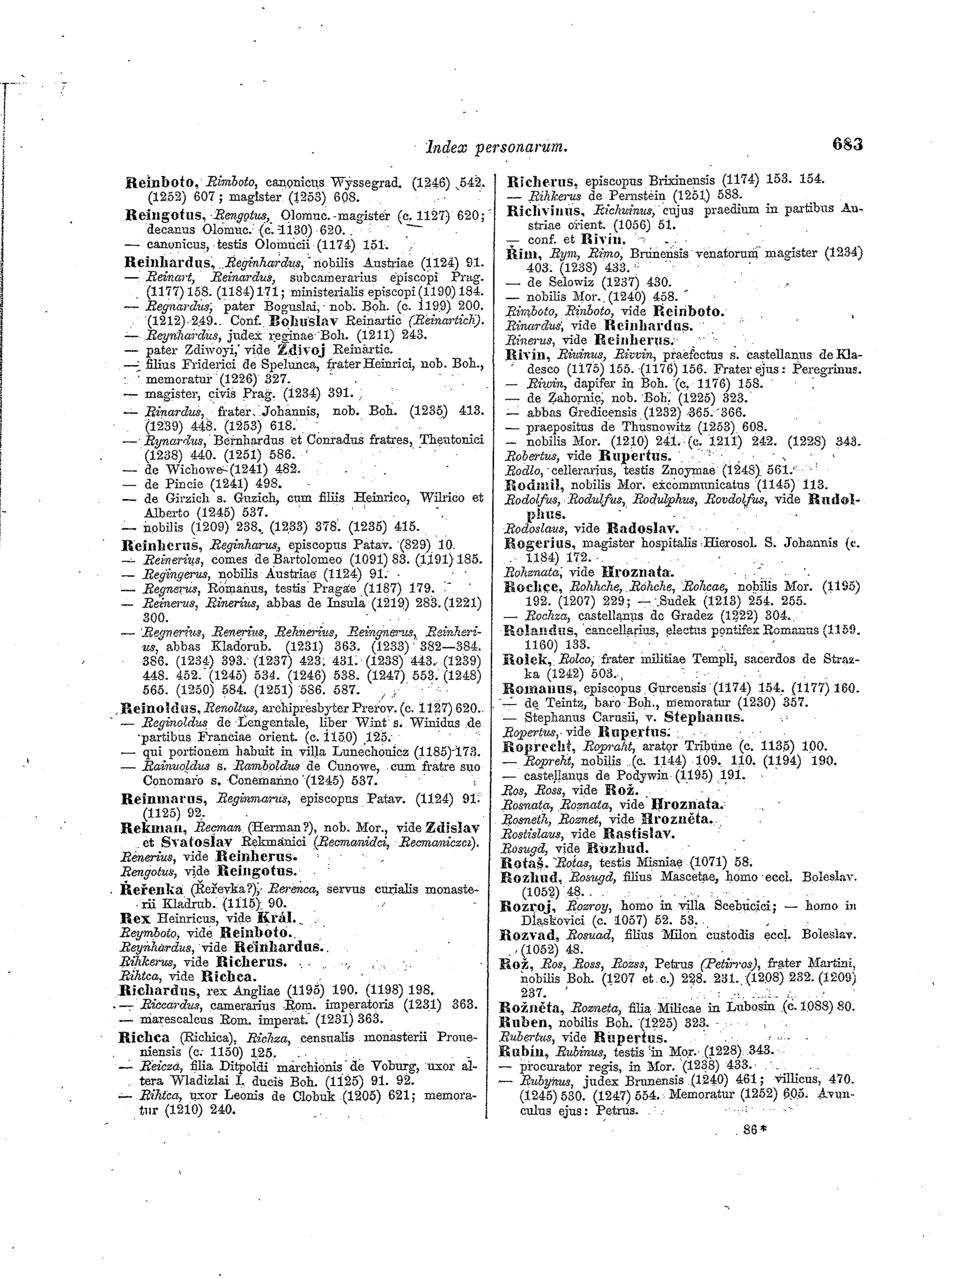 Index personarum.
683
Reinboto, Rimboto, canonicus Wyssegrad. (1246) 542.
(1252) 607; magister (1253) 608.
Reingotus, Rengotus, Olomuc. magister (c. 1127) 620;
decanus Olomuc. (c. 1130) 620.
— canonicus, testis Olomucii (1174) 151.
Reinhardus, Reginhardus, nobilis Austriae (1124) 91.
— Reinart, Reinardus, subcamerarius episcopi Prag.
(1177) 158. (1184) 171; ministerialis episcopi (1190) 184.
— Regnardus, pater Boguslai, nob. Boh. (c. 1199) 200.
(1212) 249. Conf. Bohuslav Reinartic (Reinartich).
— Reynhardus, judex reginae Boh. (1211) 243.
— pater Zdiwoyi, vide Zdivoj Reinartic.
— filius Friderici de Spelunca, frater Heinrici, nob. Boh.,
memoratur (1226) 327.
— magister, civis Prag. (1234) 391.
— Rinardus, frater Johannis, nob. Boh. (1235) 413.
(1239) 448. (1253) 618.
— Rynardus, Bernhardus et Conradus fratres, Theutonici
(1238) 440. (1251) 586.
— de Wichowe (1241) 482.
— de Pincie (1241) 498.
— de Girzich s. Guzich, cum filiis Heinrico, Wilrico et
Alberto (1245) 537.
— nobilis (1209) 238. (1233) 378. (1235) 415.
Reinherus, Reginharus, episcopus Patav. (829) 10.
— Reinerius, comes de Bartolomeo (1091) 83. (1191) 185.
— Regingerus, nobilis Austriae (1124) 91.
— Regnerus, Romanus, testis Pragae (1187) 179.
— Reinerus, Rinerius, abbas de Insula (1219) 283. (1221)
300.
— Regnerius, Renerius, Rehnerius, Reingnerus, Reinheri-
us, abbas Kladorub. (1231) 363. (1233) 382—384.
386. (1234) 393. (1237) 423. 431. (1238) 443. (1239)
448. 452. (1245) 534. (1246) 538. (1247) 553. (1248)
565. (1250) 584. (1251) 586. 587.
Reinoldus, Renoltus, archipresbyter Prerov. (c. 1127) 620.
— Reginoldus de Lengentale, liber Wint s. Winidus de
partibus Franciae orient. (c. 1150) 125.
— qui portionem habuit in villa Lunechouicz (1185) 173.
— Rainuoldus s. Ramboldus de Cunowe, cum fratre suo
Conomaro s. Conemanno (1245) 537.
Reinmarus, Reginmarus, episcopus Patav. (1124) 91.
(1125) 92.
Rekman, Recman (Herman?), nob. Mor., vide Zdislav
et Svatoslav Rekmanici (Recmanidci, Recmaniczci).
Renerius, vide Reinherus.
Rengotus, vide Reingotus.
Řeřenka (Řeřevka?), Rerenca, servus curialis monaste-
rii Kladrub. (1115) 90.
Rex Heinricus, vide Král.
Reymboto, vide Reinboto.
Reynhardus, vide Reinhardus.
Rihkerus, vide Richerus.
Rihtca, vide Richca.
Richardus, rex Angliae (1195) 190. (1198) 198.
— Riccardus, camerarius Rom. imperatoris (1231) 363.
— marescalcus Rom. imperat. (1231) 363.
Richca (Richica), Richza, censualis monasterii Proue-
niensis (c. 1150) 125.
— Reicza, filia Ditpoldi marchionis de Voburg, uxor al-
tera Wladizlai I. ducis Boh. (1125) 91. 92.
— Rihtca, uxor Leonis de Clobuk (1205) 621; memora-
tur (1210) 240.
Richerus, episcopus Brixinensis (1174) 153. 154.
— Rihkerus de Pernstein (1251) 588.
Richvinus, Richuinus, cujus praedium in partibus Au-
striae orient. (1056) 51.
— conf. et Rivin.
Řim, Rym, Rimo, Brunensis venatorum magister (1234)
403. (1238) 433.
— de Selowiz (1237) 430.
— nobilis Mor. (1240) 458.
Rimboto, Rinboto, vide Reinboto.
Rinardus, vide Reinhardus.
Rinerus, vide Reinherus.
Rivin, Riuinus, Rivvin, praefectus s. castellanus de Kla-
desco (1175) 155. (1176) 156. Frater ejus: Peregrinus.
— Riwin, dapifer in Boh. (c. 1176) 158.
— de Zahornic, nob. Boh. (1225) 323.
— abbas Gredicensis (1232) 365. 366.
— praepositus de Thusnowitz (1253) 608.
— nobilis Mor. (1210) 241. (c. 1211) 242. (1228) 343.
Robertus, vide Rupertus.
Rodlo, cellerarius, testis Znoymae (1248) 561.
Rodmil, nobilis Mor. excommunicatus (1145) 113.
Rodolfus, Rodulfus, Rodulphus, Rovdolfus, vide Rudol-
phus.
Rodoslaus, vide Radoslav.
Rogerius, magister hospitalis Hierosol. S. Johannis (c.
1184) 172.
Rohznata, vide Hroznata.
Rochce, Rohhche, Rohche, Rohcae, nobilis Mor. (1195)
192. (1207) 229; — Sudek (1213) 254. 255.
— Rochza, castellanus de Gradez (1222) 304.
Rolandus, cancellarius, electus pontifex Romanus (1159.
1160) 133.
Rolek, Rolco, frater militiae Templi, sacerdos de Straz-
ka (1242) 503.
Romanus, episcopus Gurcensis (1174) 154. (1177) 160.
— de Teintz, baro Boh., memoratur (1230) 357.
— Stephanus Carusii, v. Stephanus.
Ropertus, vide Rupertus.
Roprecht, Ropraht, arator Tribune (c. 1135) 100.
— Ropreht, nobilis (c. 1144) 109. 110. (1194) 190.
— castellanus de Podywin (1195) 191.
Ros, Ross, vide Rož.
Rosnata, Roznata, vide Hroznata.
Rosneth, Roznet, vide Hrozněta.
Rostislaus, vide Rastislav.
Rosugd, vide Rozhud.
Rotaš, Rotas, testis Misniae (1071) 58.
Rozhud, Rosugd, filius Mascetae, homo eccl. Boleslav.
(1052) 48.
Rozroj, Rozroy, homo in villa Scebucici; — homo in
Dlaskovici (c. 1057) 52. 53.
Rozvad, Rosuad, filius Milon custodis eccl. Boleslav.
(1052) 48.
Rož, Ros, Ross, Rozss, Petrus (Petirros), frater Martini,
nobilis Boh. (1207 et c.) 228. 231. (1208) 232. (1209)
237.
Rožněta, Rozneta, filia Milicae in Lubosin (c. 1088) 80.
Ruben, nobilis Boh. (1225) 323.
Rubertus, vide Rupertus.
Rubin, Rubinus, testis in Mor. (1228) 343.
— procurator regis, in Mor. (1238) 433.
— Rubynus, judex Brunensis (1240) 461; villicus, 470.
(1245) 530. (1247) 554. Memoratur (1252) 605. Avun-
culus ejus: Petrus.
86*